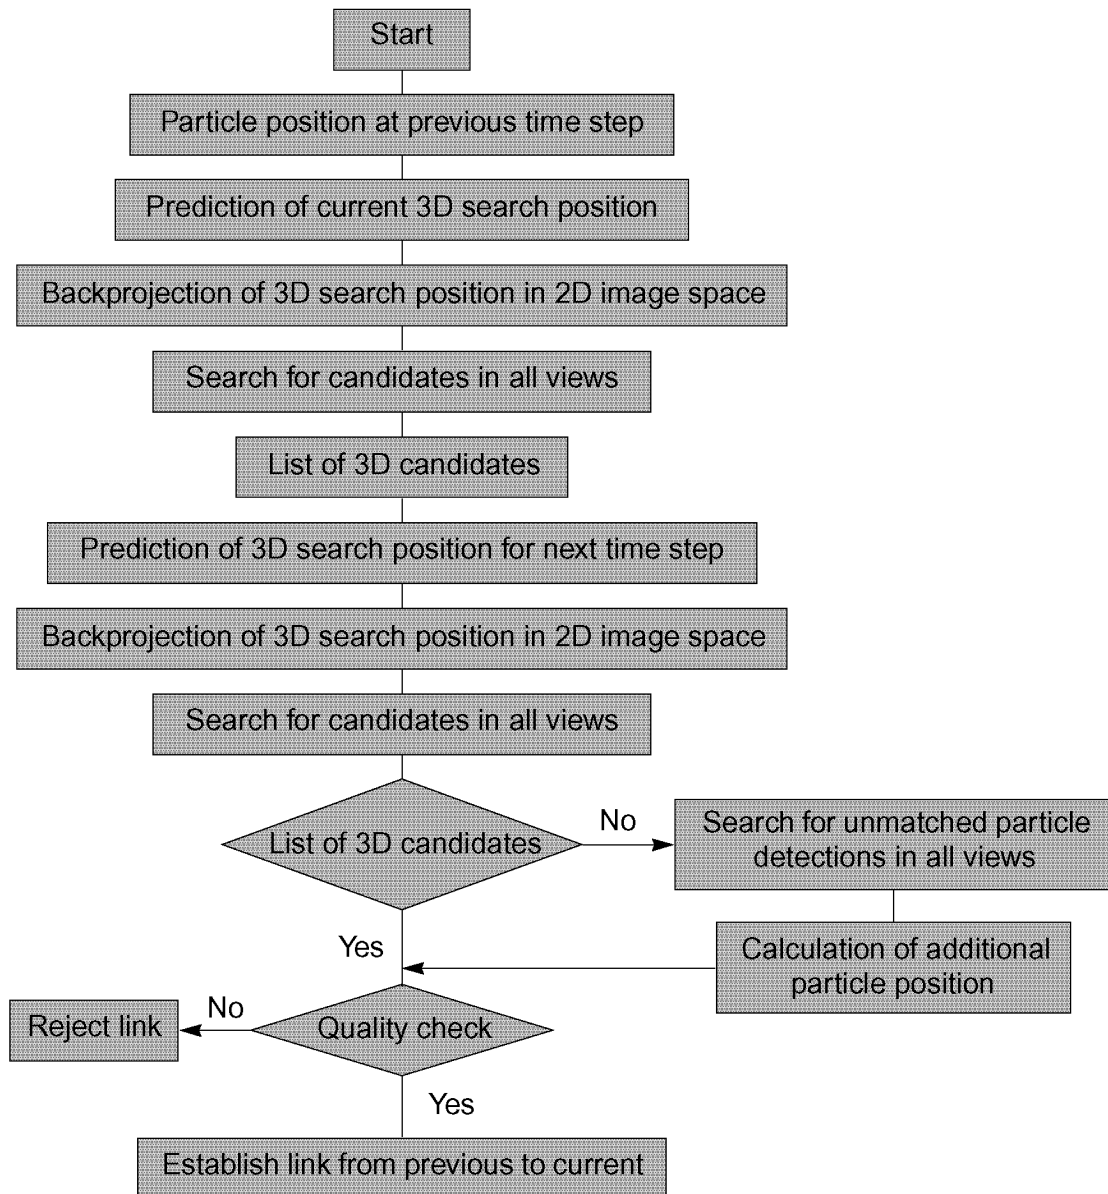 Start
Particle position at previous time step
Prediction of current 3D search position
Backprojection of 3D search position in 2D image space
Search for candidates in all views
List of 3D candidates
Prediction of 3D search position for next time step
Backprojection of 3D search position in 2D image space
Search for candidates in all views
List of 3D candidates
No
Search for unmatched particle
detections in all views
Yes
Calculation of additional
particle position
No
Reject link
Quality check
Yes
Establish link from previous to current